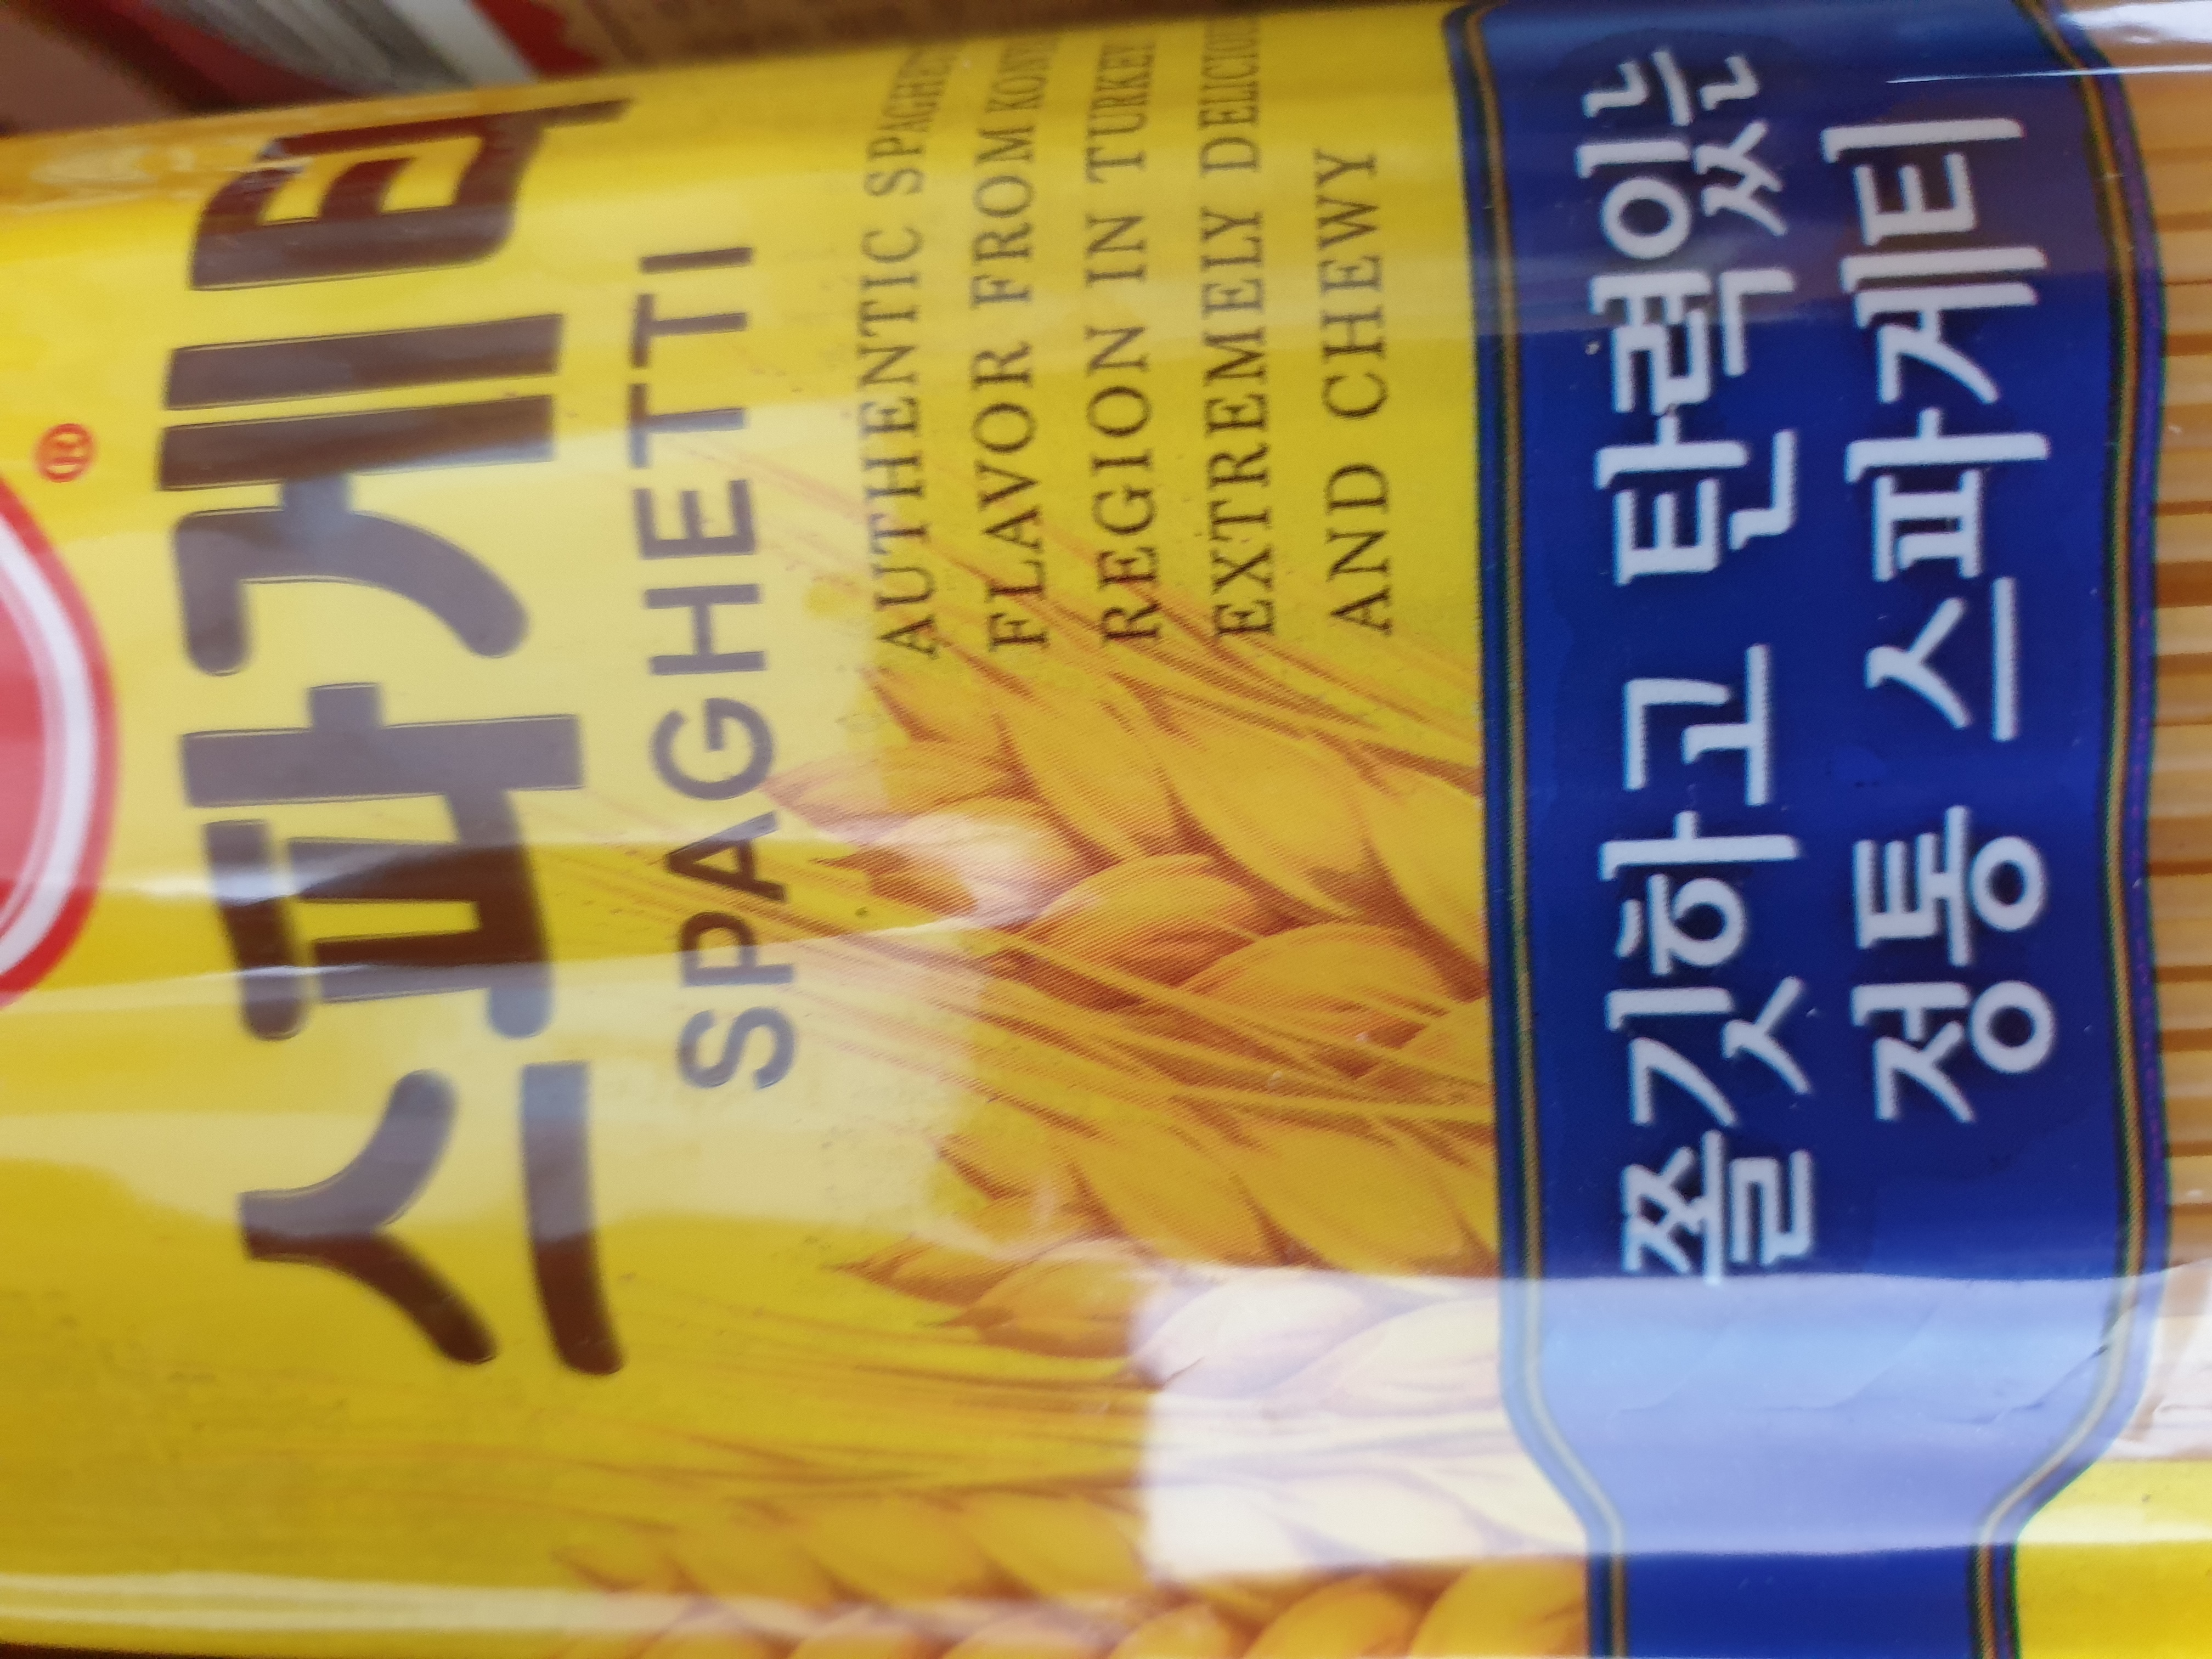 ®
스파게티
SPAGHETTI
AUTHENTIC
FLAVOR FROM
REGION IN TURKEY
EXTREMELY
AND CHEWY
쫄깃하고 탄력있는
정통 스파게티